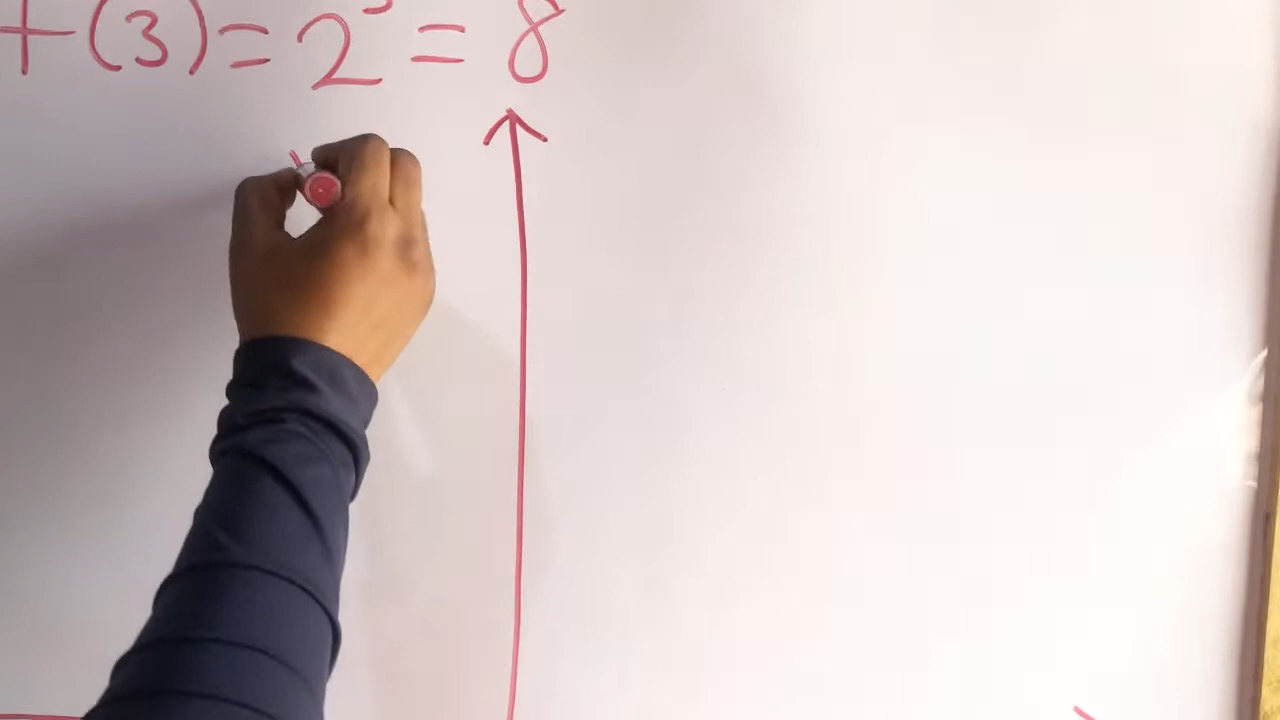 +(3) = 2³ = 8